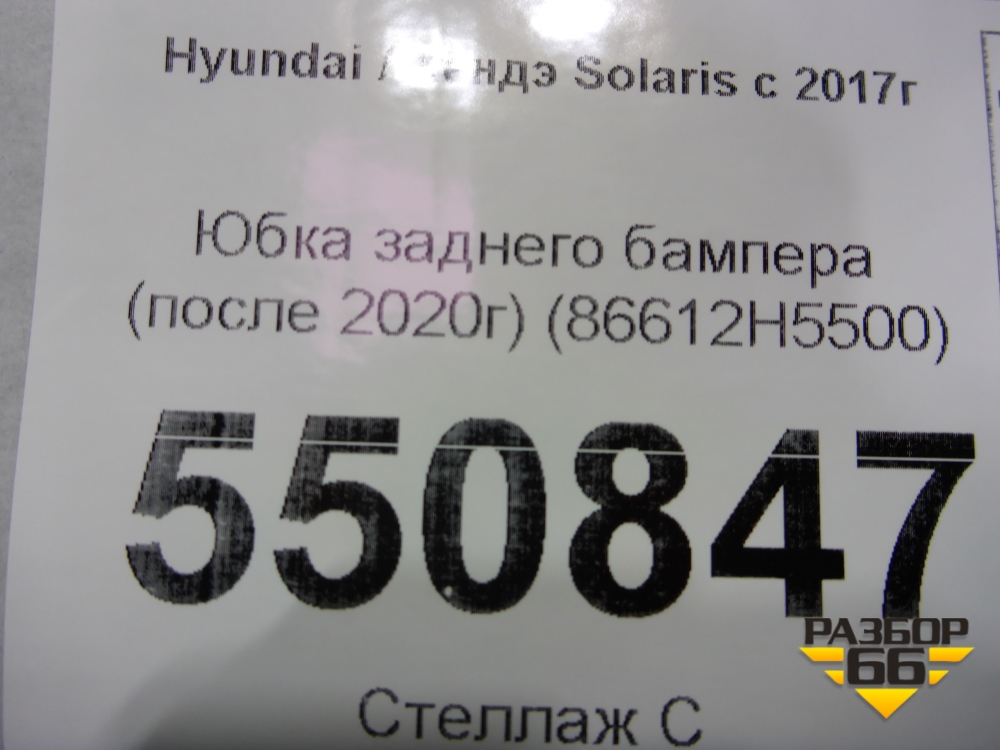 Hyundai Solaris с 2017г
Юбка заднего бампера
(после 2020г) (86612H5500)
550847
РАЗБОР
66
Стеллаж С